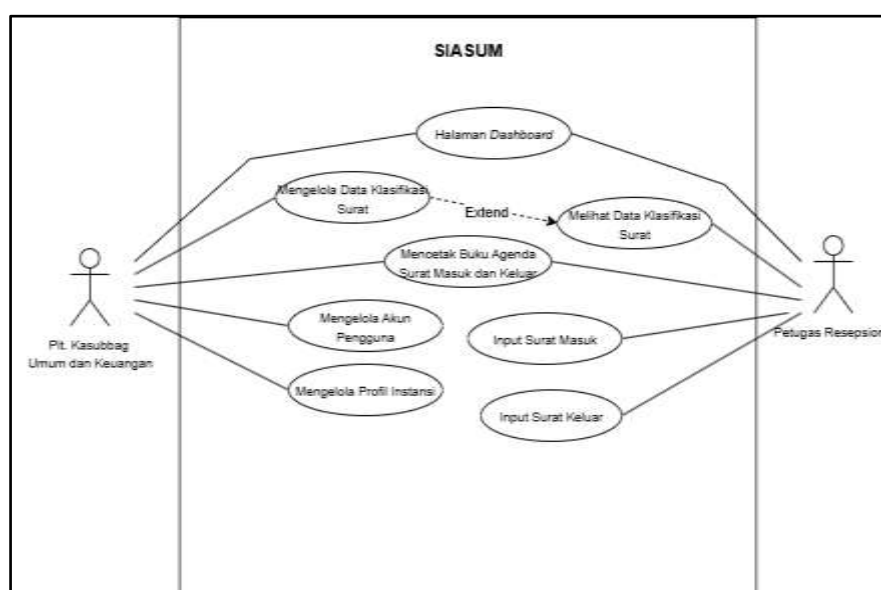 SIASUM
Halaman Dashboard
Mengelola Data Klasifikasi
Surat
Extend
Melihat Data Klasifikasi
Surat
Mencetak Buku Agenda
Surat Masuk dan Keluar
Mengelola Akun
Pengguna
Input Surat Masuk
Mengelola Profil Instansi
Input Surat Keluar
Plt. Kasubbag
Umum dan Keuangan
Petugas Resepsion